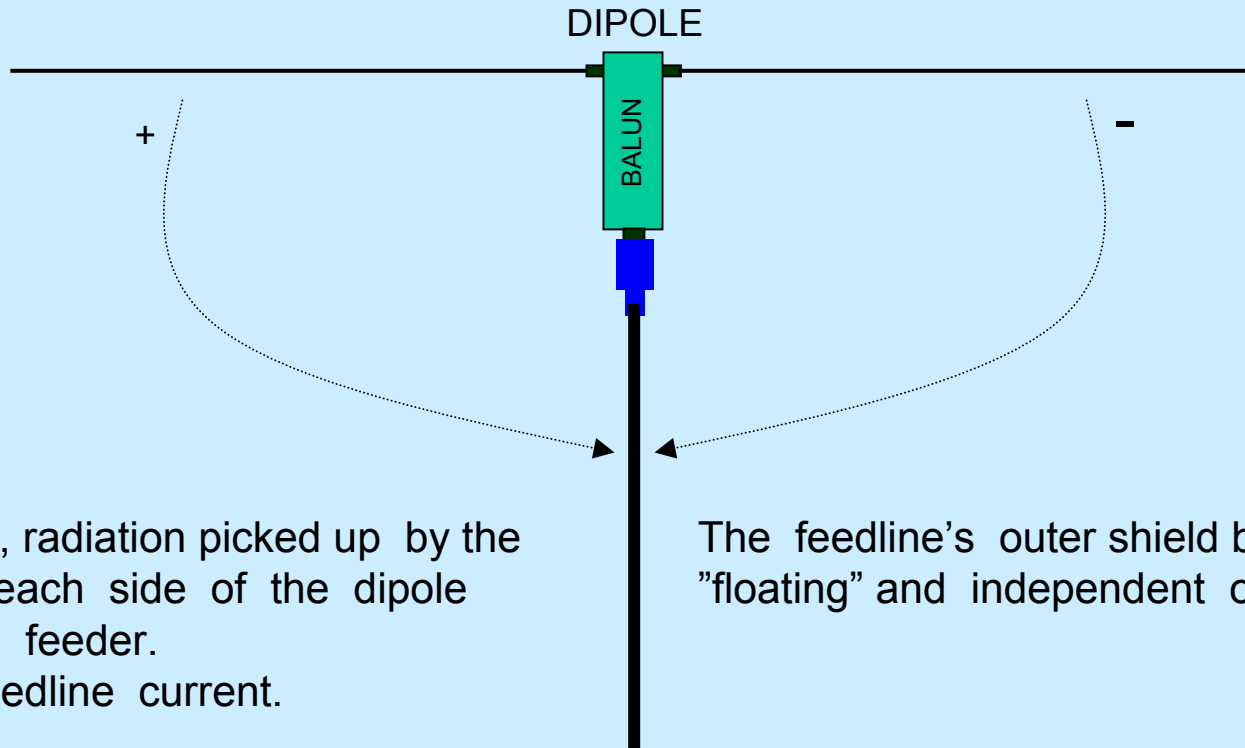 DIPOLE
+
-
BALUN
, radiation picked up by the
each side of the dipole
feeder.
edline current.
The feedline's outer shield b
"floating" and independent